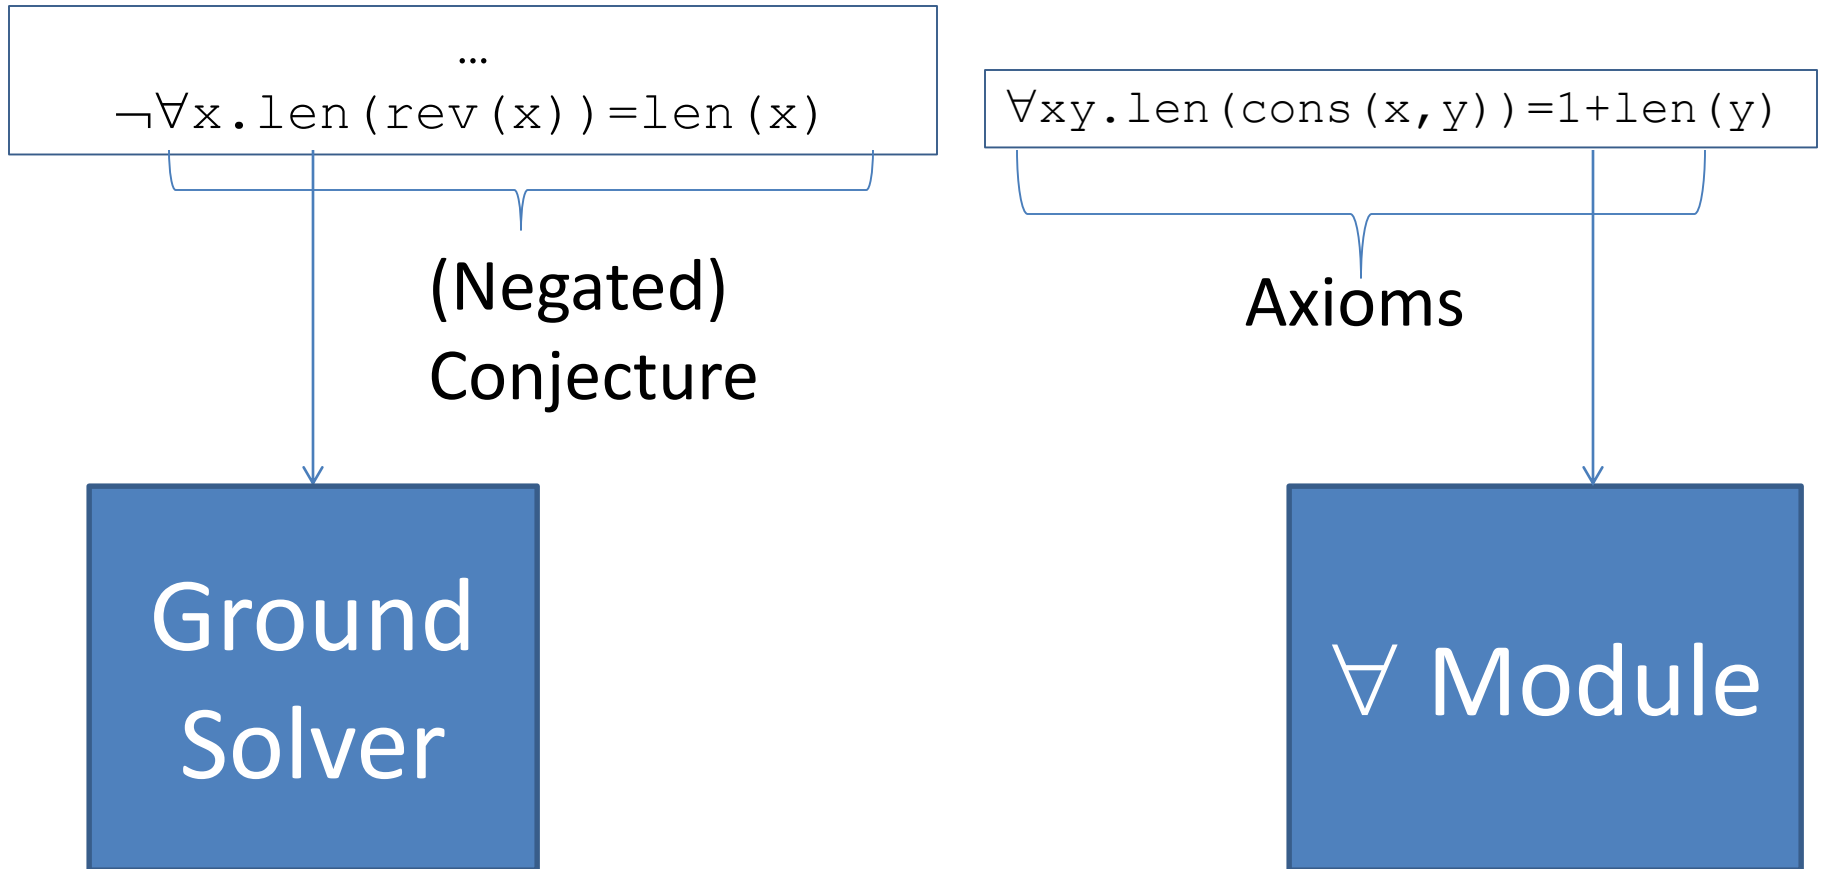 …
¬∀x.len(rev(x))=len(x)
∀xy.len(cons(x,y))=1+len(y)
(Negated)
Conjecture
Axioms
Ground
Solver
∀ Module